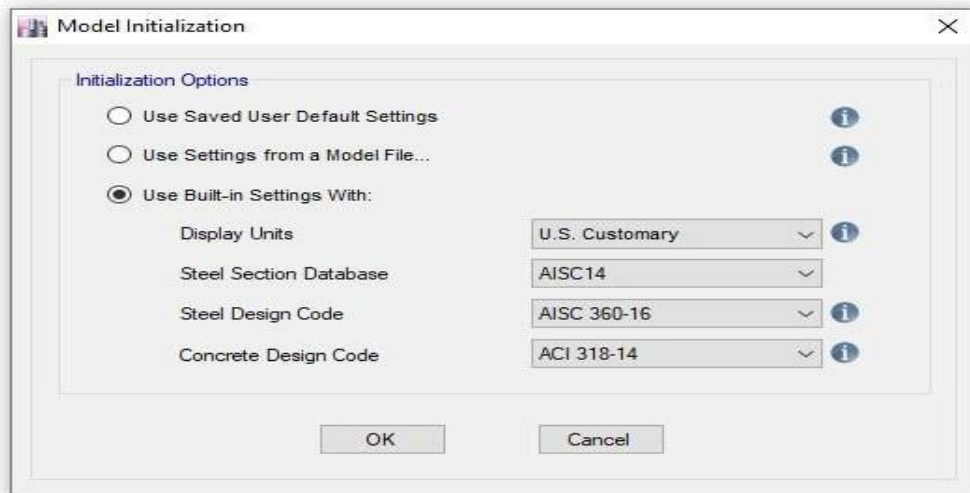 Model Initialization
Initialization Options
Use Saved User Default Settings
Use Settings from a Model File...
Use Built-in Settings With:
Display Units U.S. Customary
Steel Section Database AISC14
Steel Design Code AISC 360-16
Concrete Design Code ACI 318-14
OK Cancel